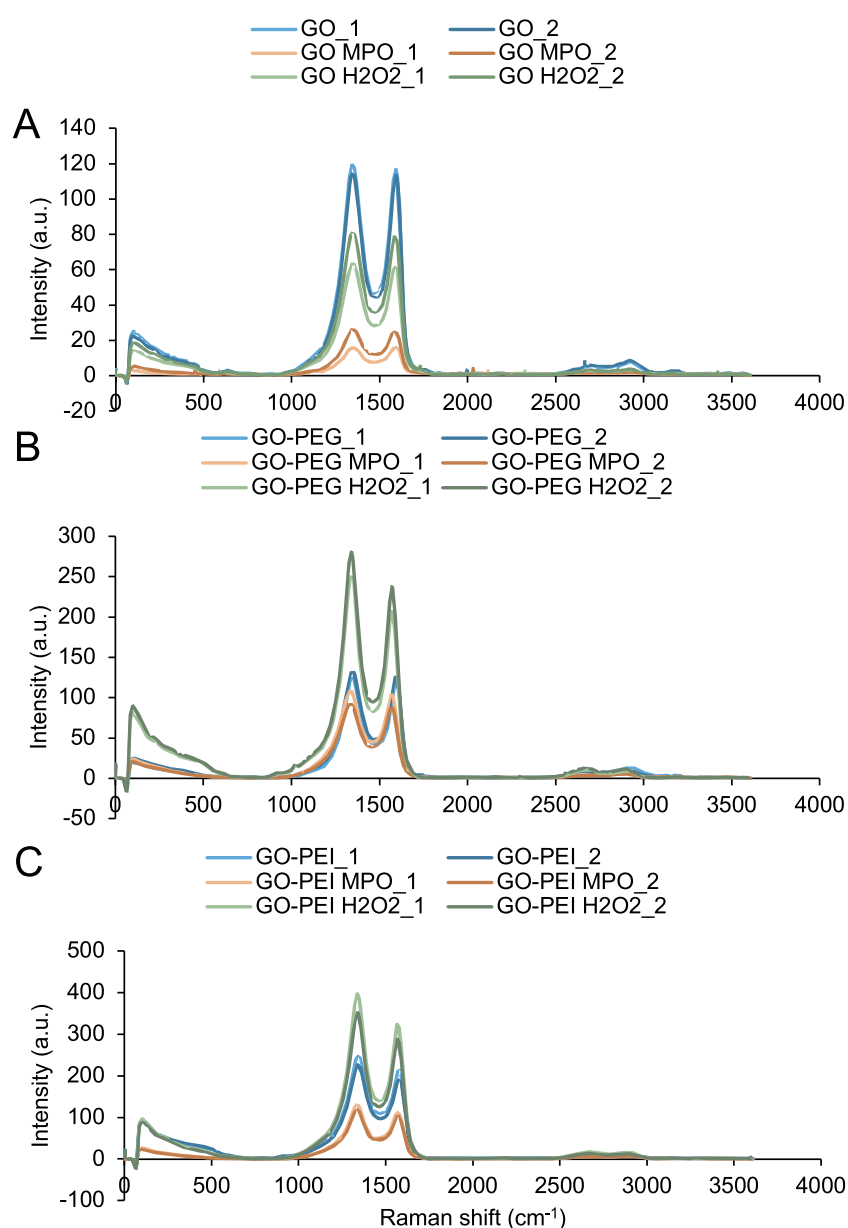 GO_1 GO_2
GO MPO_1 GO MPO_2
GO H2O2_1 GO H2O2_2
A
140
120
100
80
60
40
20
0
-20
Intensity (a.u.)
0 500 1000 1500 2000 2500 3000 3500 4000
GO-PEG_1 GO-PEG_2
B
GO-PEG MPO_1 GO-PEG MPO_2
GO-PEG H2O2_1 GO-PEG H2O2_2
300
250
200
150
100
50
0
-50
Intensity (a.u.)
0 500 1000 1500 2000 2500 3000 3500 4000
C
GO-PEI_1 GO-PEI_2
GO-PEI MPO_1 GO-PEI MPO_2
GO-PEI H2O2_1 GO-PEI H2O2_2
500
400
300
200
100
0
-100
Intensity (a.u.)
0 500 1000 1500 2000 2500 3000 3500 4000
Raman shift (cm-1)